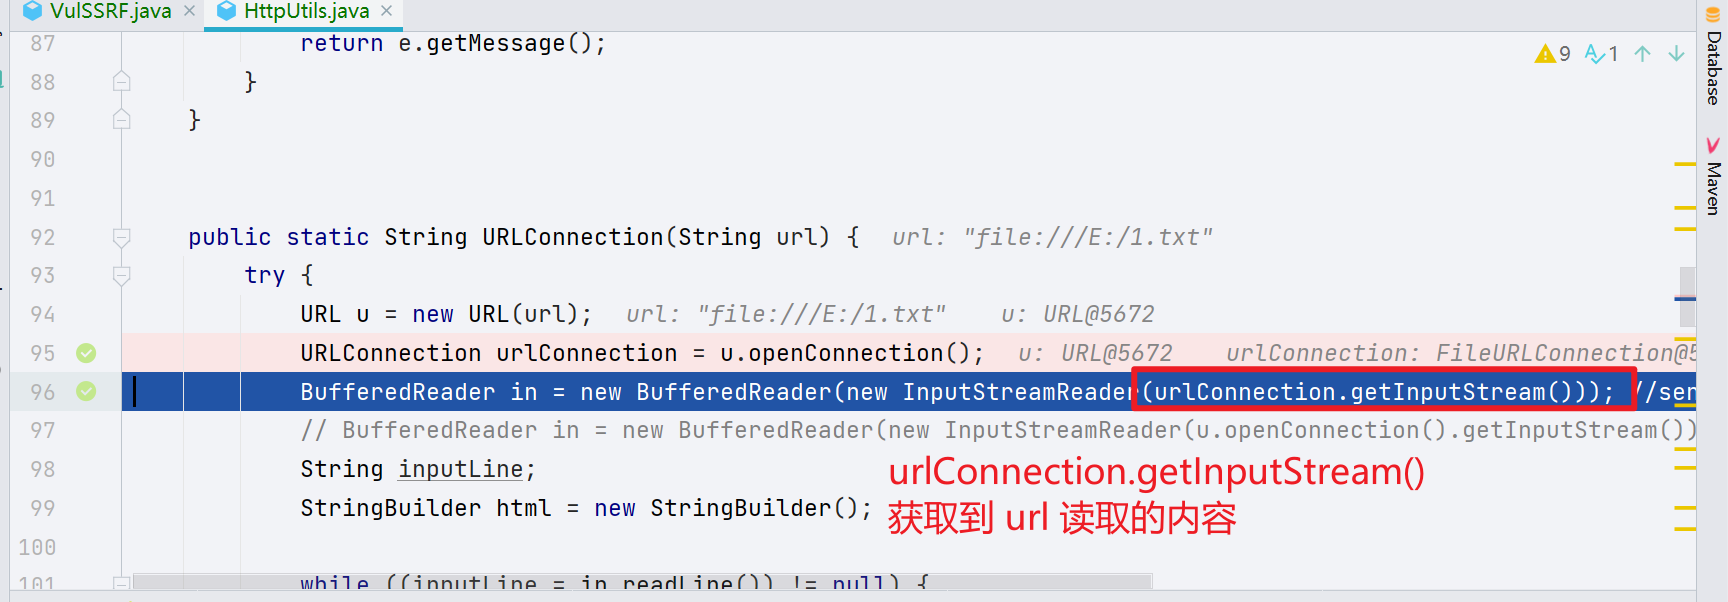 VulSSRF.java × HttpUtils.java ×
87 return e.getMessage();
9 1
88 }
89 }
90
91
92 public static String URLConnection(String url) { url: "file:///E:/1.txt"
93 try {
94 URL u = new URL(url); url: "file:///E:/1.txt" u: URL@5672
95 URLConnection urlConnection = u.openConnection(); u: URL@5672 urlConnection: FileURLConnection@5
96 BufferedReader in = new BufferedReader(new InputStreamReader(urlConnection.getInputStream())); //sen
97 // BufferedReader in = new BufferedReader(new InputStreamReader(u.openConnection().getInputStream())
98 String inputLine;
99 StringBuilder html = new StringBuilder();
100
101 while ((inputLine = in.readLine()) != null) {
urlConnection.getInputStream()
获取到 url 读取的内容
Database
Maven